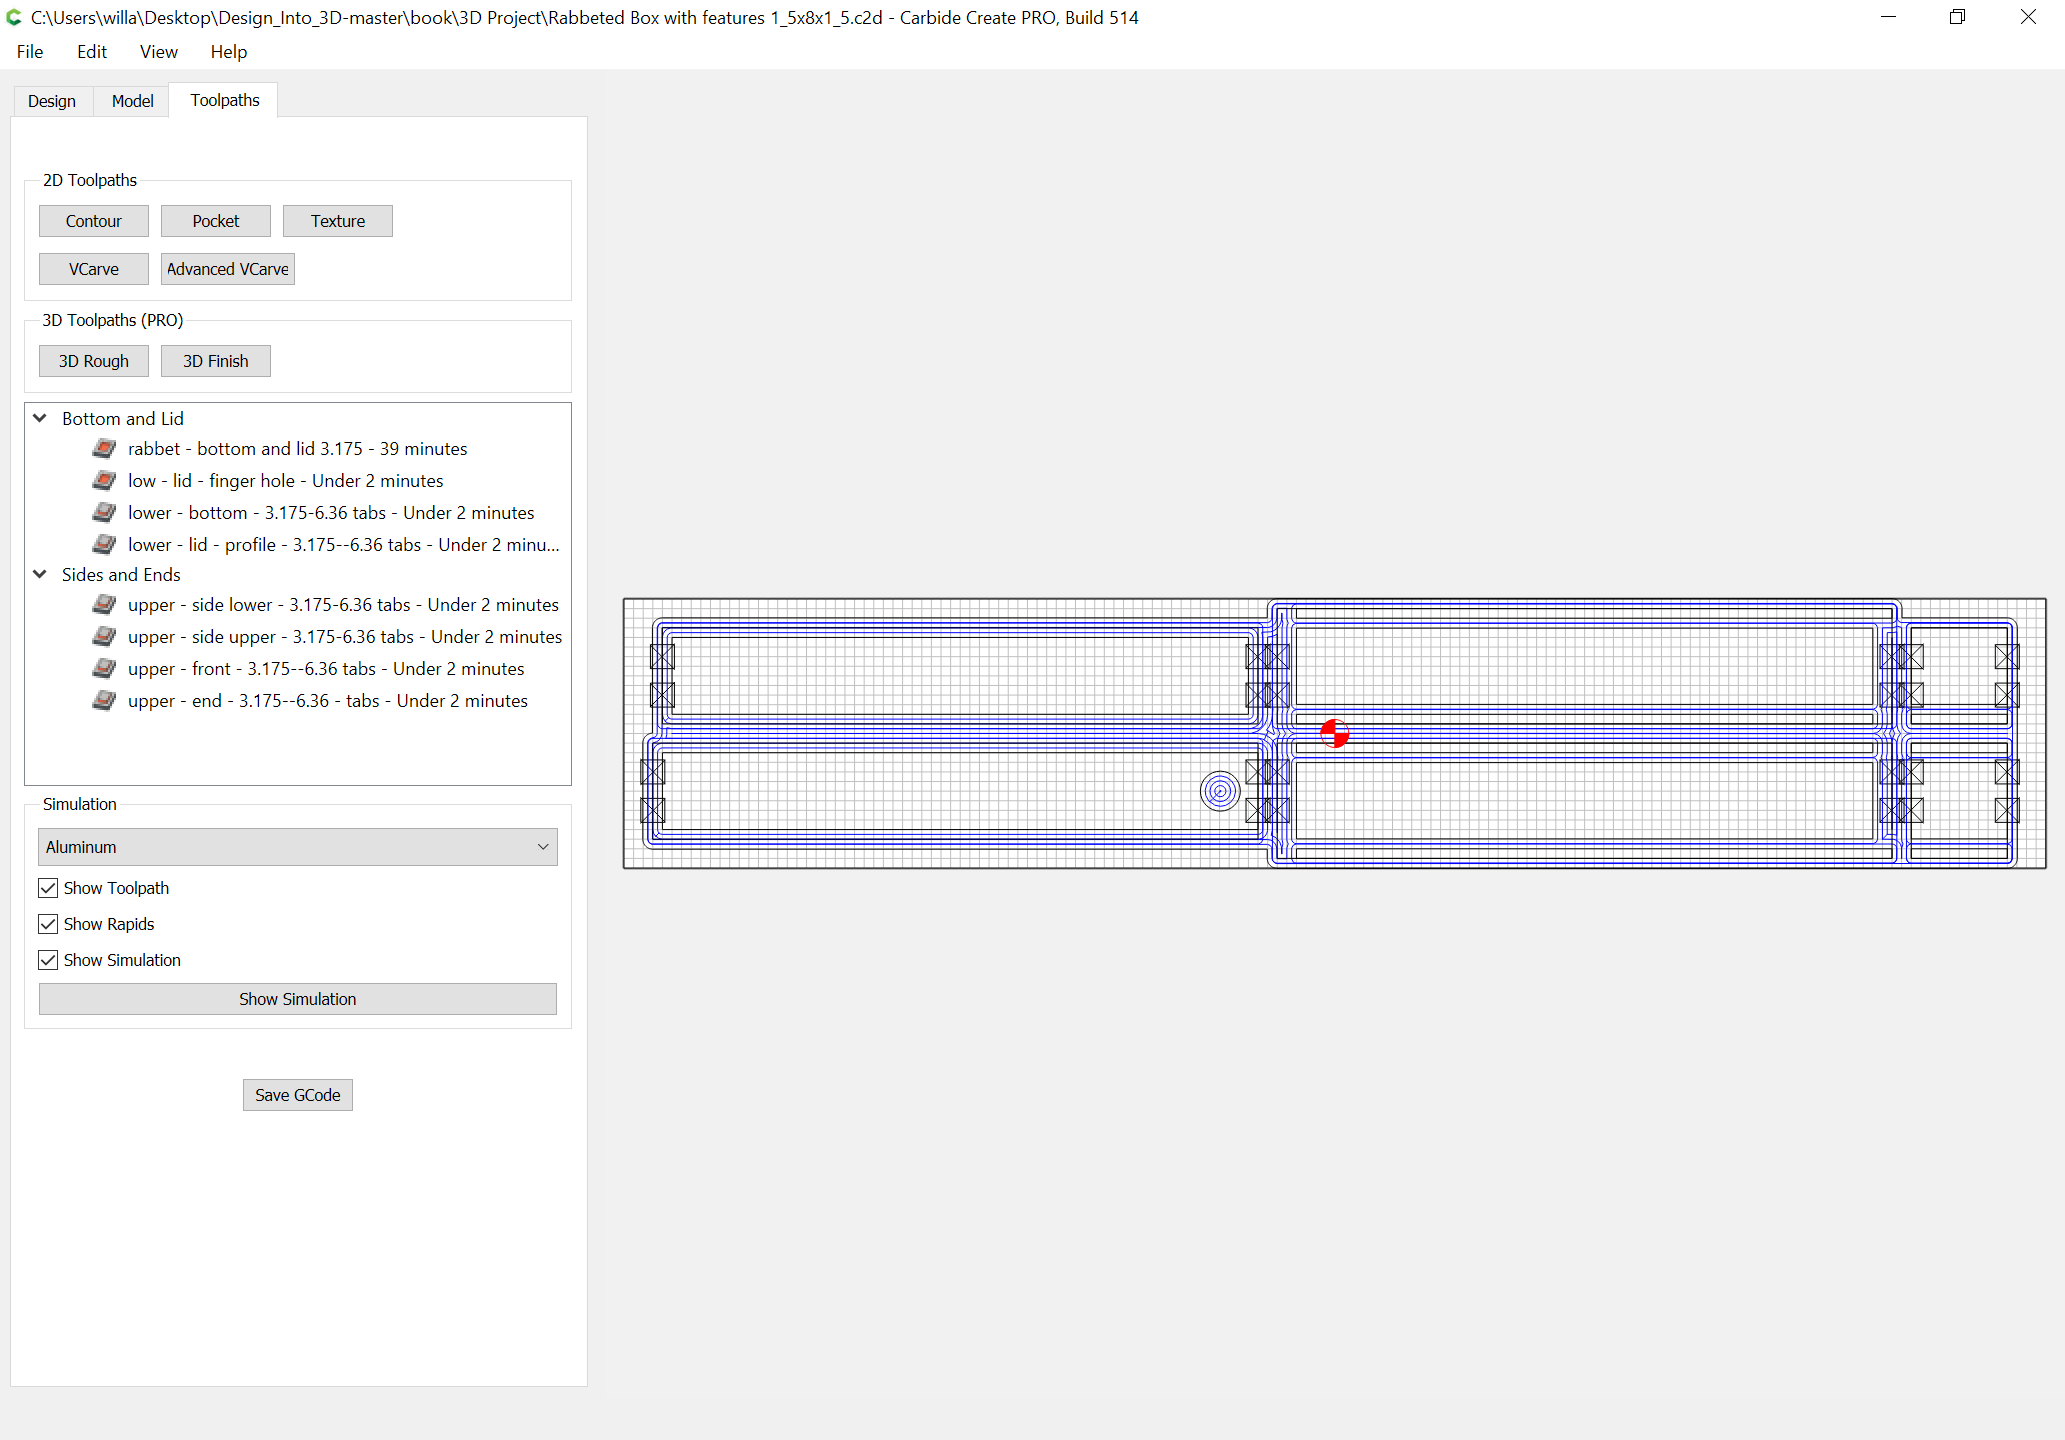 C:\Users\willa\Desktop\Design_Into_3D-master\book\3D Project\Rabbeted Box with features 1_5x8x1_5.c2d - Carbide Create PRO, Build 514
File Edit View Help
Design Model Toolpaths
2D Toolpaths
Contour Pocket Texture
VCarve Advanced VCarve
3D Toolpaths (PRO)
3D Rough 3D Finish
Bottom and Lid
rabbet - bottom and lid 3.175 - 39 minutes
low - lid - finger hole - Under 2 minutes
lower - bottom - 3.175-6.36 tabs - Under 2 minutes
lower - lid - profile - 3.175--6.36 tabs - Under 2 minu...
Sides and Ends
upper - side lower - 3.175-6.36 tabs - Under 2 minutes
upper - side upper - 3.175-6.36 tabs - Under 2 minutes
upper - front - 3.175--6.36 tabs - Under 2 minutes
upper - end - 3.175--6.36 - tabs - Under 2 minutes
Simulation
Aluminum
Show Toolpath
Show Rapids
Show Simulation
Show Simulation
Save GCode